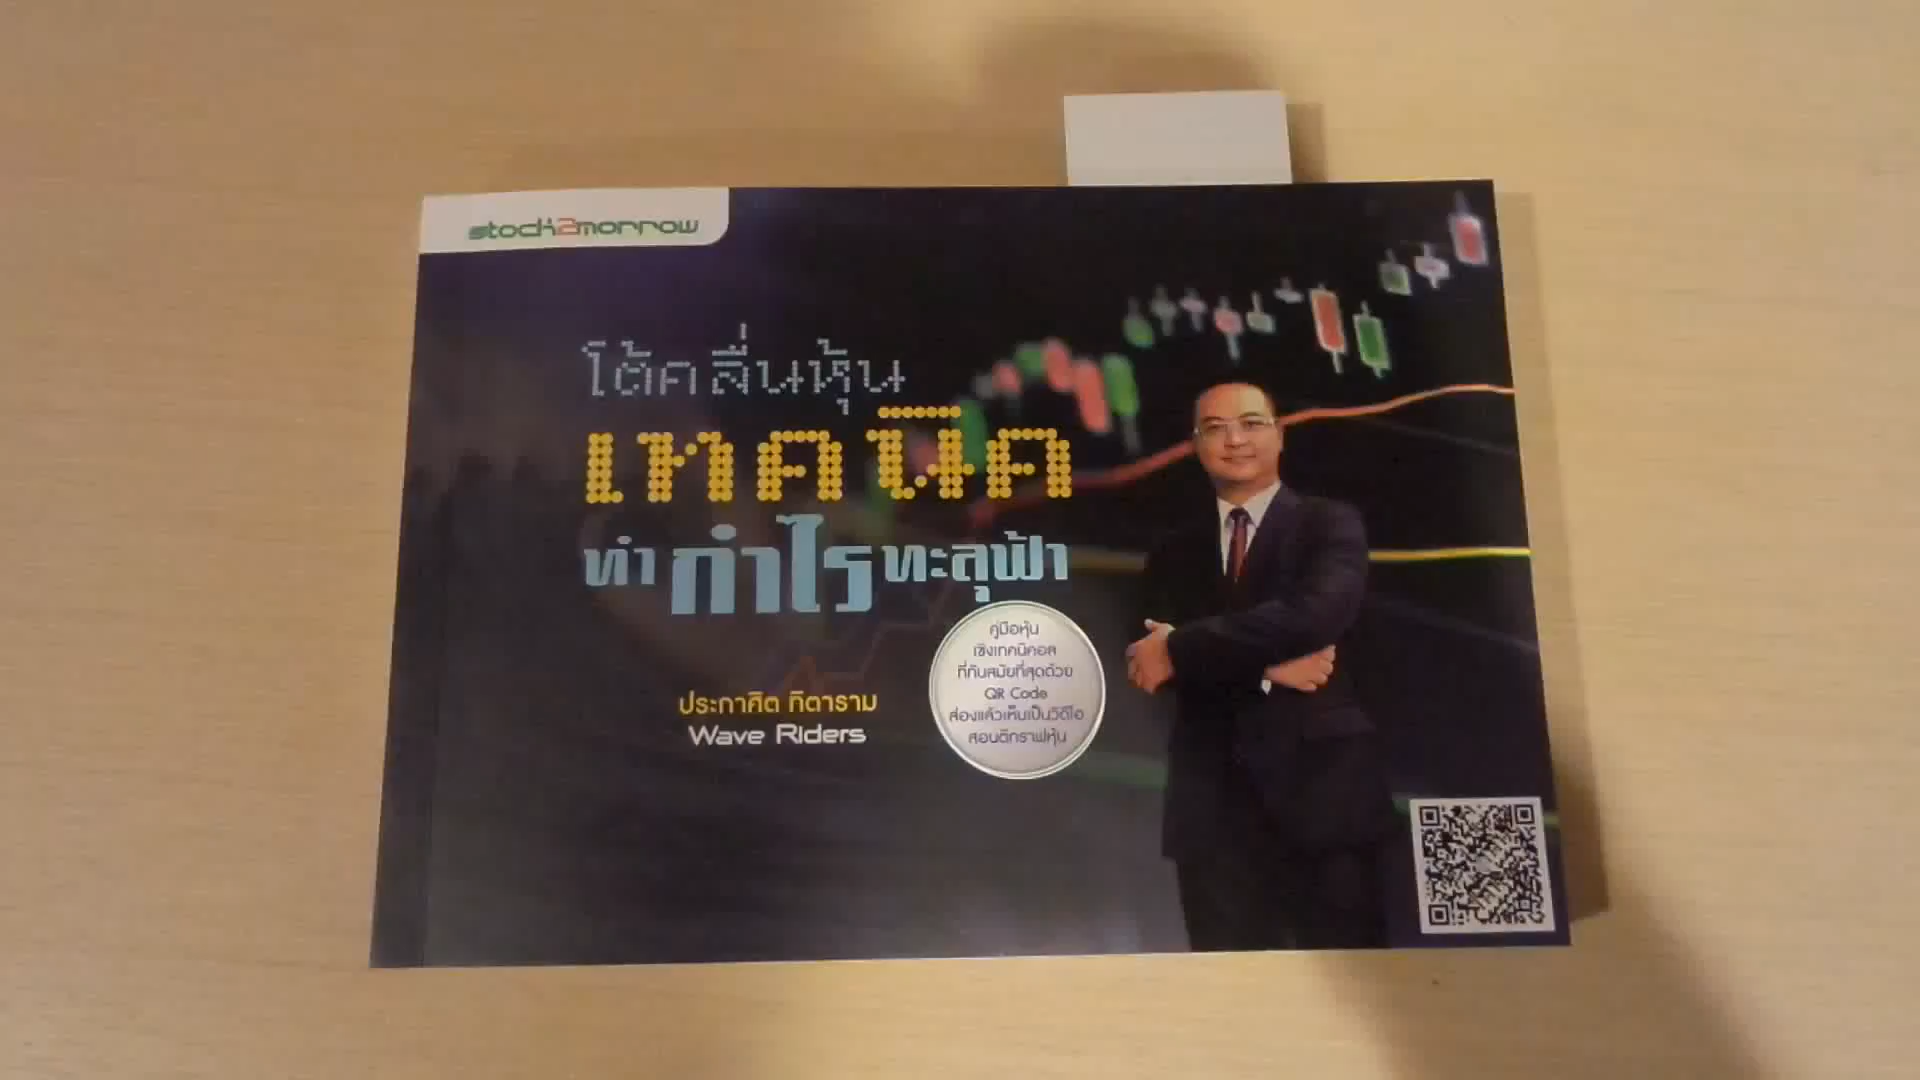 stock2morrow
โต้คลื่นหุ้น
เทคนิค
ทำกำไรทะลุฟ้า
คู่มือหุ้น
เชิงเทคนิคอล
ที่ทันสมัยที่สุดด้วย
QR Code
ส่องแล้วเห็นเป็นวิดีโอ
สอนตีกราฟหุ้น
ประกาศิต ทิตาราม
Wave Riders